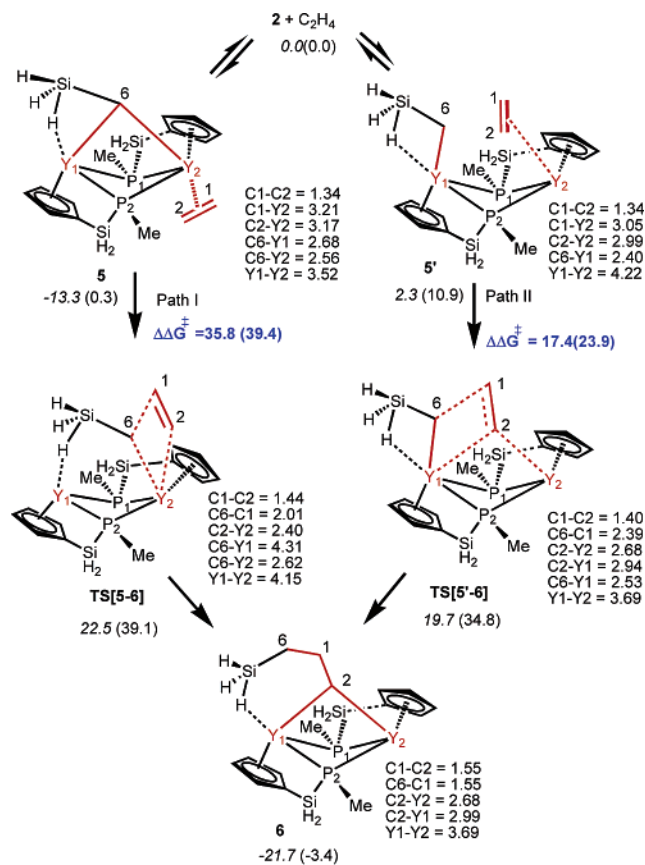 2 + C₂H₄
0.0(0.0)
H
Si
H
H
6
H₂Si
Y₁
Me
P₁
P₂
Y₂
1
2
Si
H₂
Me
5
-13.3 (0.3)
C1-C2 = 1.34
C1-Y2 = 3.21
C2-Y2 = 3.17
C6-Y1 = 2.68
C6-Y2 = 2.56
Y1-Y2 = 3.52
H
Si
H
H
6
1
2
H₂Si
Y₁
Me
P₁
P₂
Y₂
Si
H₂
Me
5'
2.3 (10.9)
C1-C2 = 1.34
C1-Y2 = 3.05
C2-Y2 = 2.99
C6-Y1 = 2.40
Y1-Y2 = 4.22
Path I
ΔΔG‡ =35.8 (39.4)
Path II
ΔΔG‡ = 17.4(23.9)
H
Si
H
H
6
1
2
H₂Si
Y₁
Me
P₁
P₂
Y₂
Si
H₂
Me
TS[5-6]
22.5 (39.1)
C1-C2 = 1.44
C6-C1 = 2.01
C2-Y2 = 2.40
C6-Y1 = 4.31
C6-Y2 = 2.62
Y1-Y2 = 4.15
H
Si
H
H
6
1
2
H₂Si
Y₁
Me
P₁
P₂
Y₂
Si
H₂
Me
TS[5'-6]
19.7 (34.8)
C1-C2 = 1.40
C6-C1 = 2.39
C2-Y2 = 2.68
C2-Y1 = 2.94
C6-Y1 = 2.53
Y1-Y2 = 3.69
6
1
2
H
Si
H
H
H₂Si
Y₁
Me
P₁
P₂
Y₂
Si
H₂
Me
6
-21.7 (-3.4)
C1-C2 = 1.55
C6-C1 = 1.55
C2-Y2 = 2.68
C2-Y1 = 2.99
Y1-Y2 = 3.69